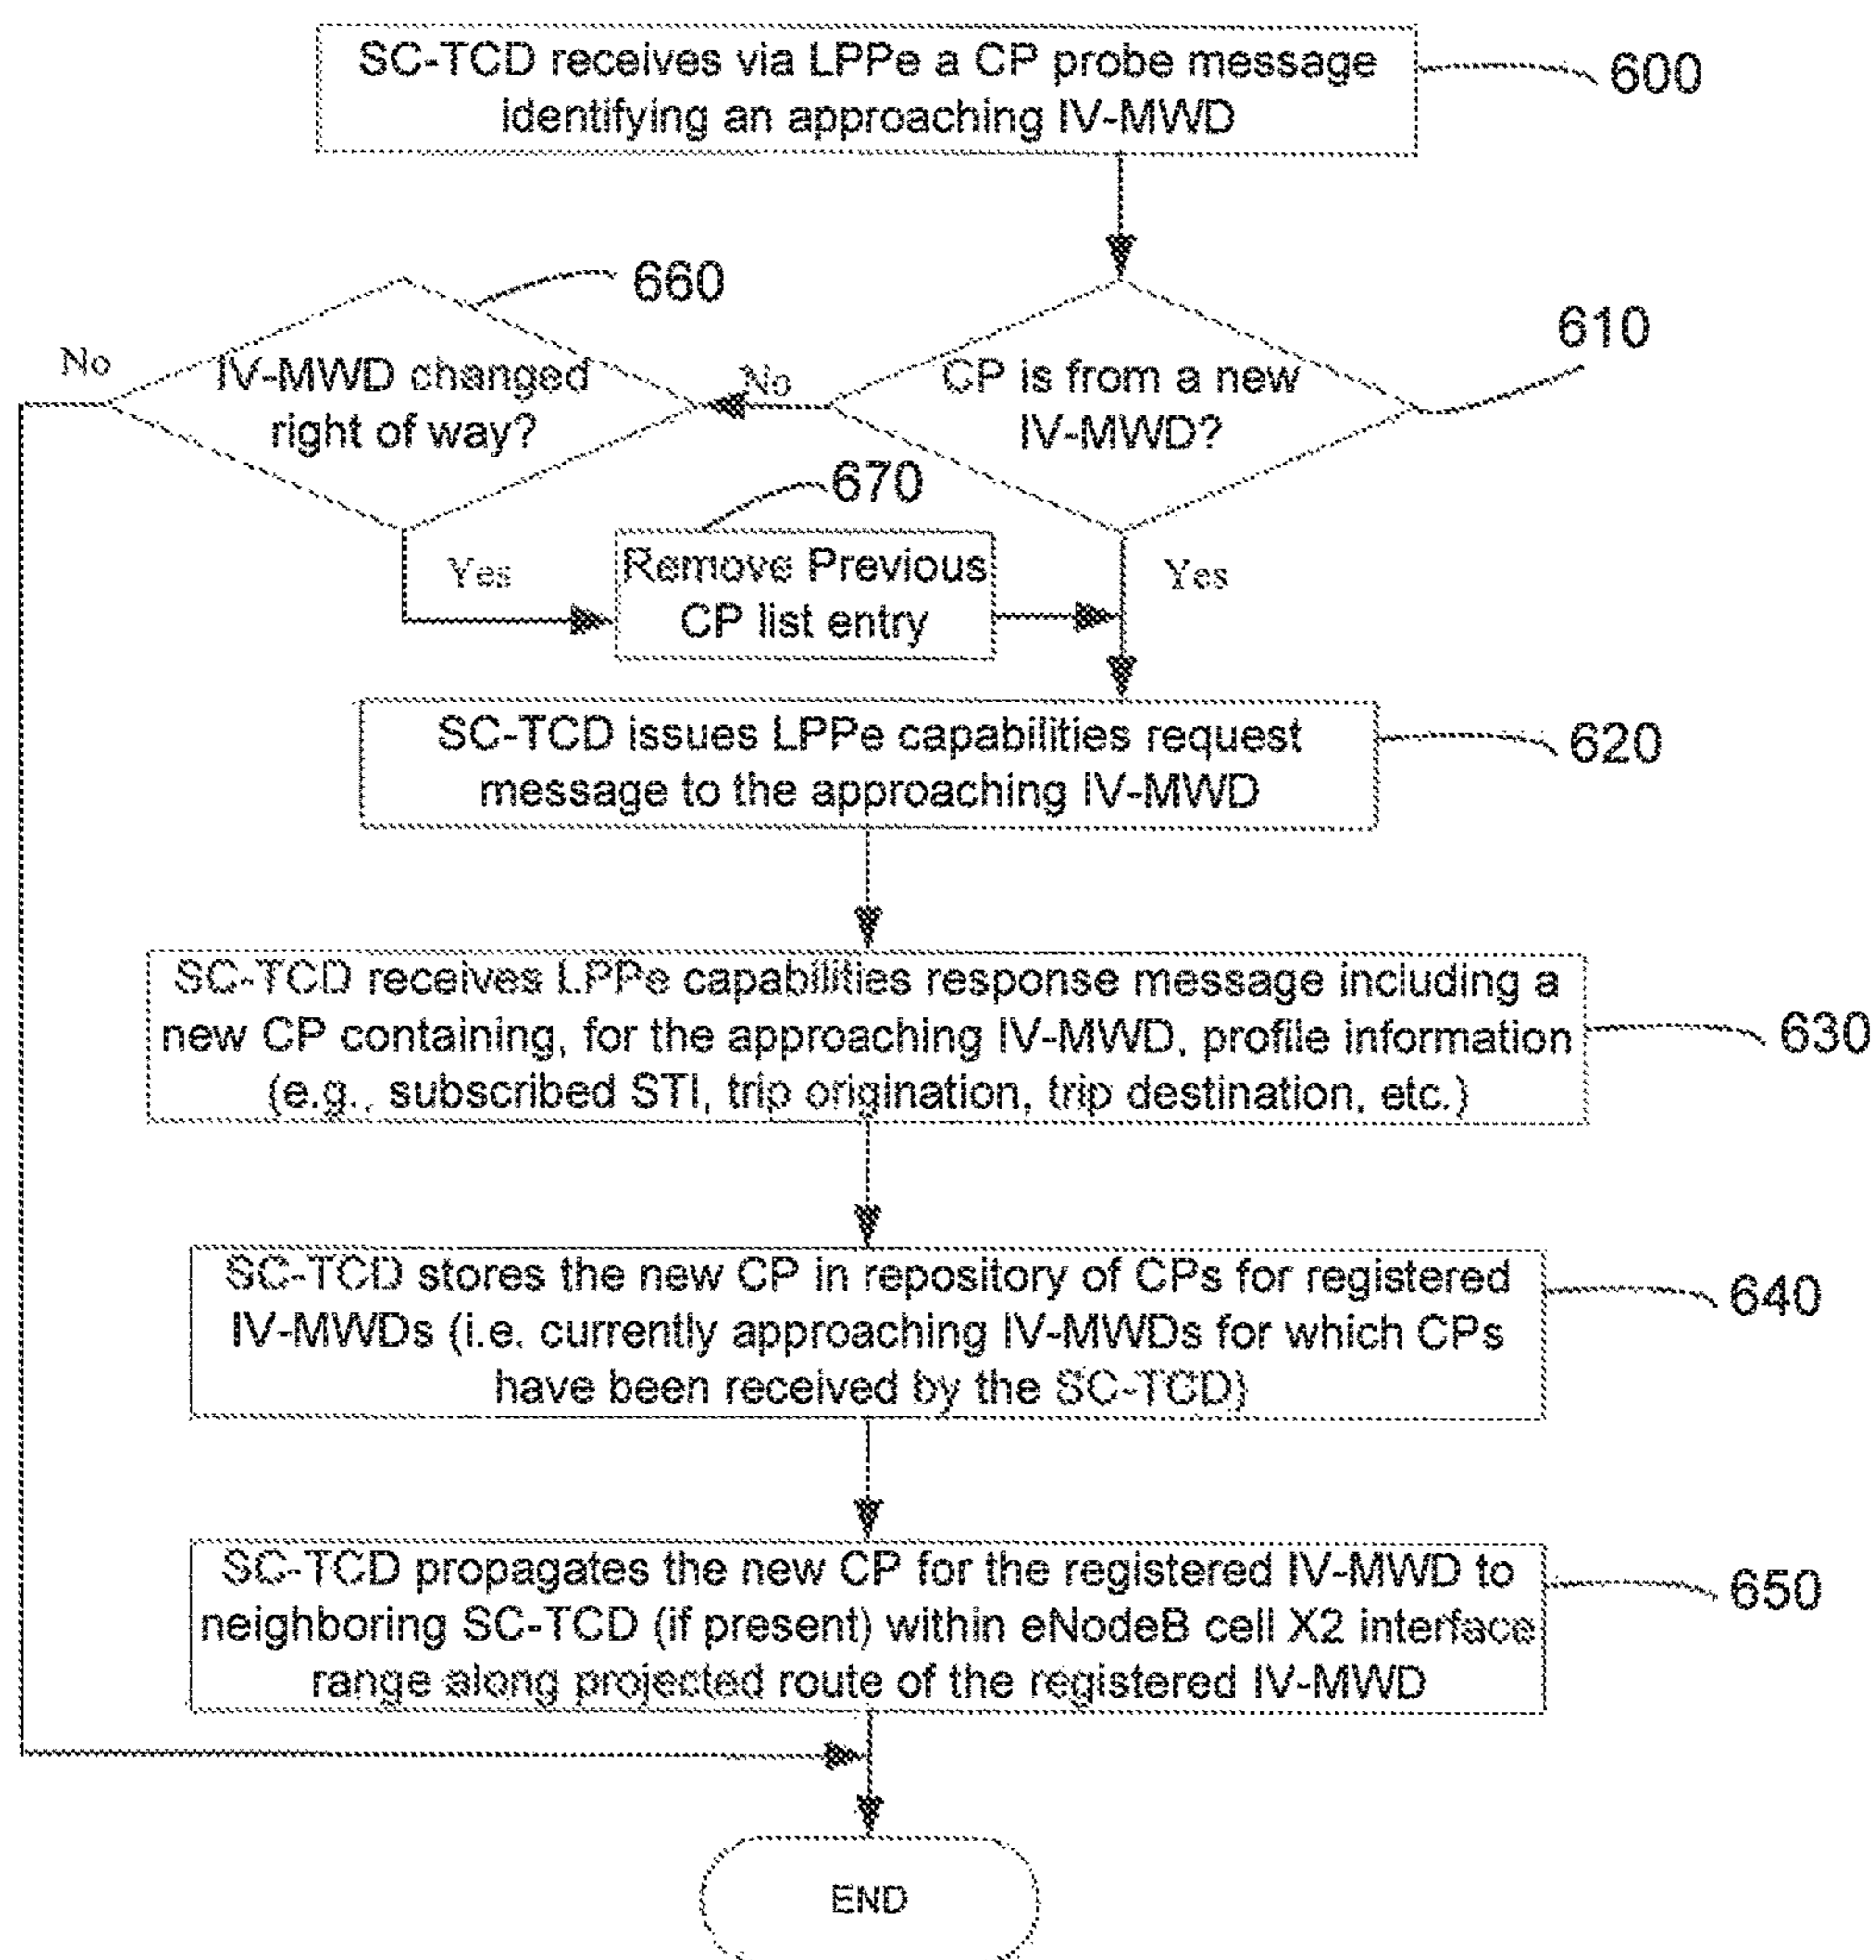 SC-TCD receives via LPPe a CP probe message
identifying an approaching IV-MWD
600
660
610
No
IV-MWD changed
right of way?
No
CP is from a new
IV-MWD?
670
Yes
Remove Previous
CP list entry
Yes
SC-TCD issues LPPe capabilities request
message to the approaching IV-MWD
620
SC-TCD receives LPPe capabilities response message including a
new CP containing, for the approaching IV-MWD, profile information
(e.g., subscribed STI, trip origination, trip destination, etc.)
630
SC-TCD stores the new CP in repository of CPs for registered
IV-MWDs (i.e. currently approaching IV-MWDs for which CPs
have been received by the SC-TCD)
640
SC-TCD propagates the new CP for the registered IV-MWD to
neighboring SC-TCD (if present) within eNodeB cell X2 interface
range along projected route of the registered IV-MWD
650
END